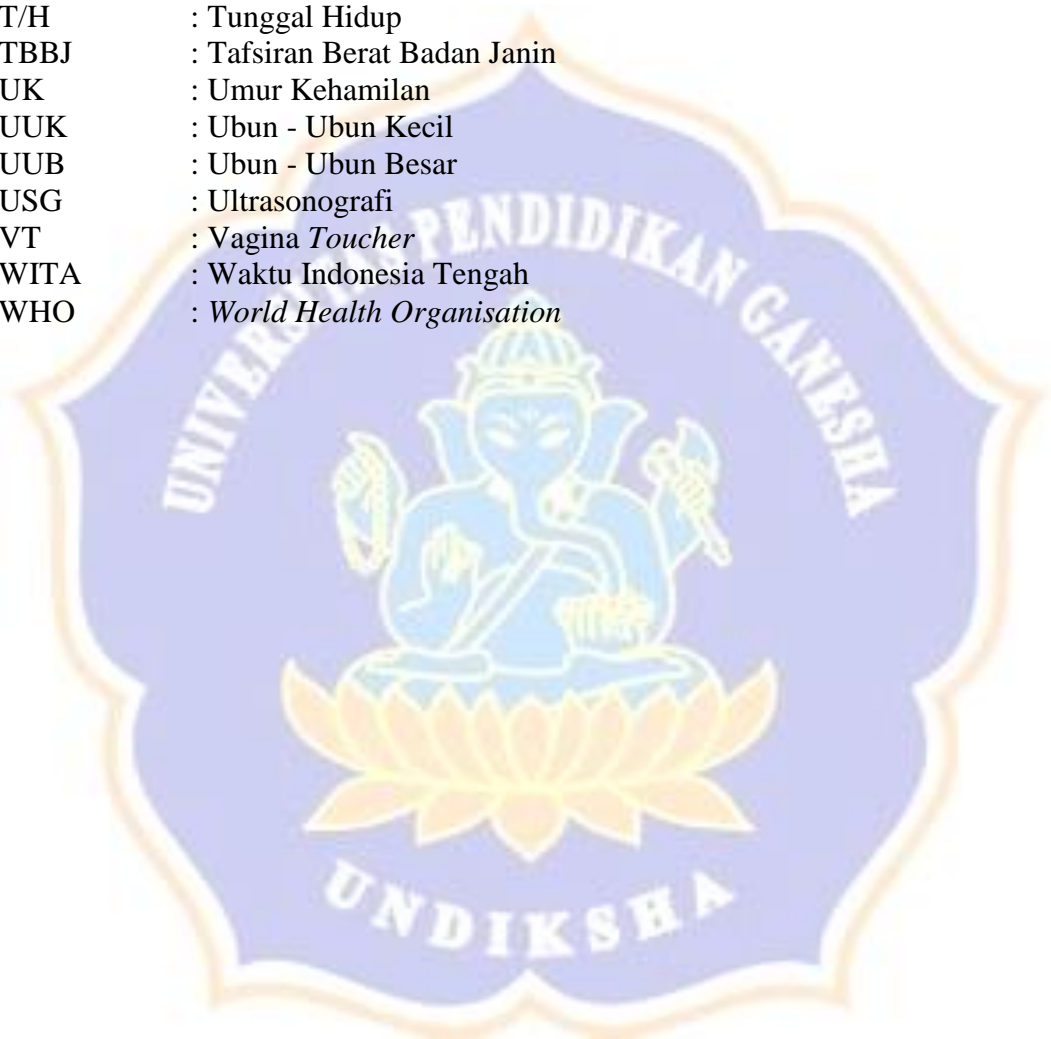 T/H : Tunggal Hidup
TBBJ : Tafsiran Berat Badan Janin
UK : Umur Kehamilan
UUK : Ubun - Ubun Kecil
UUB : Ubun - Ubun Besar
USG : Ultrasonografi
VT : Vagina Toucher
WITA : Waktu Indonesia Tengah
WHO : World Health Organisation
UNIVERSITAS PENDIDIKAN GANESHA
UNDIKSHA